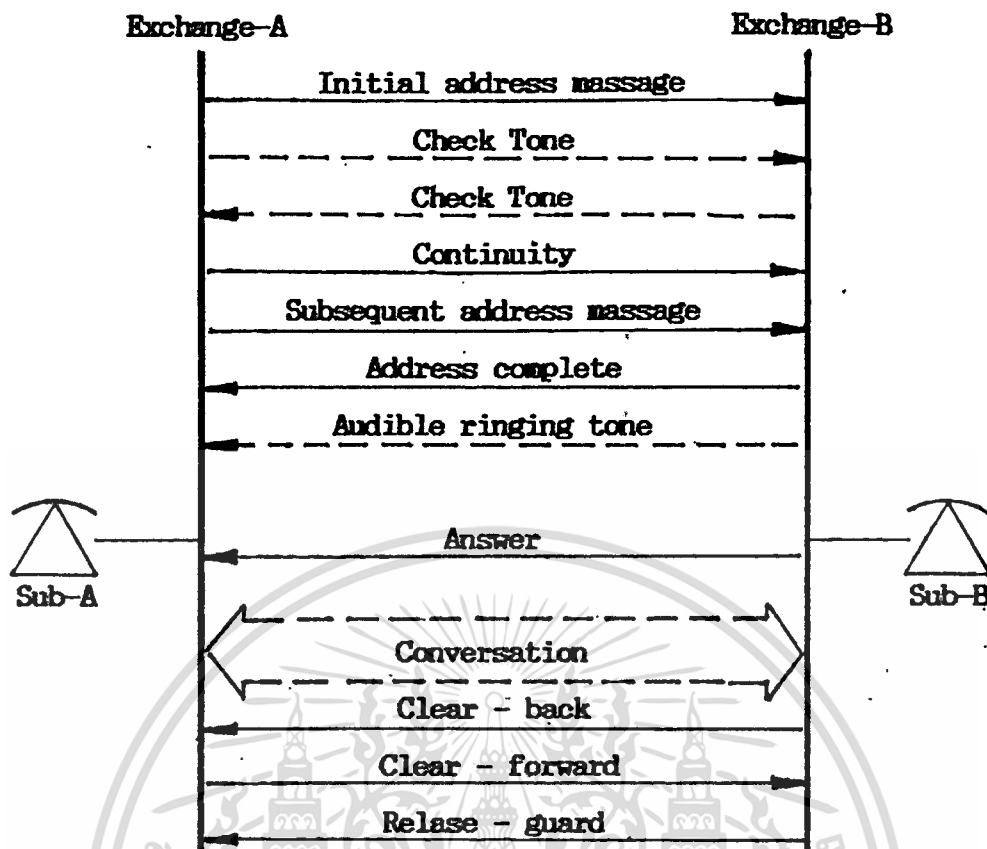 Exchange-A
Exchange-B
Initial address massage
Check Tone
Check Tone
Continuity
Subsequent address massage
Address complete
Audible ringing tone
Answer
Sub-A
Sub-B
Conversation
Clear - back
Clear - forward
Relase - guard